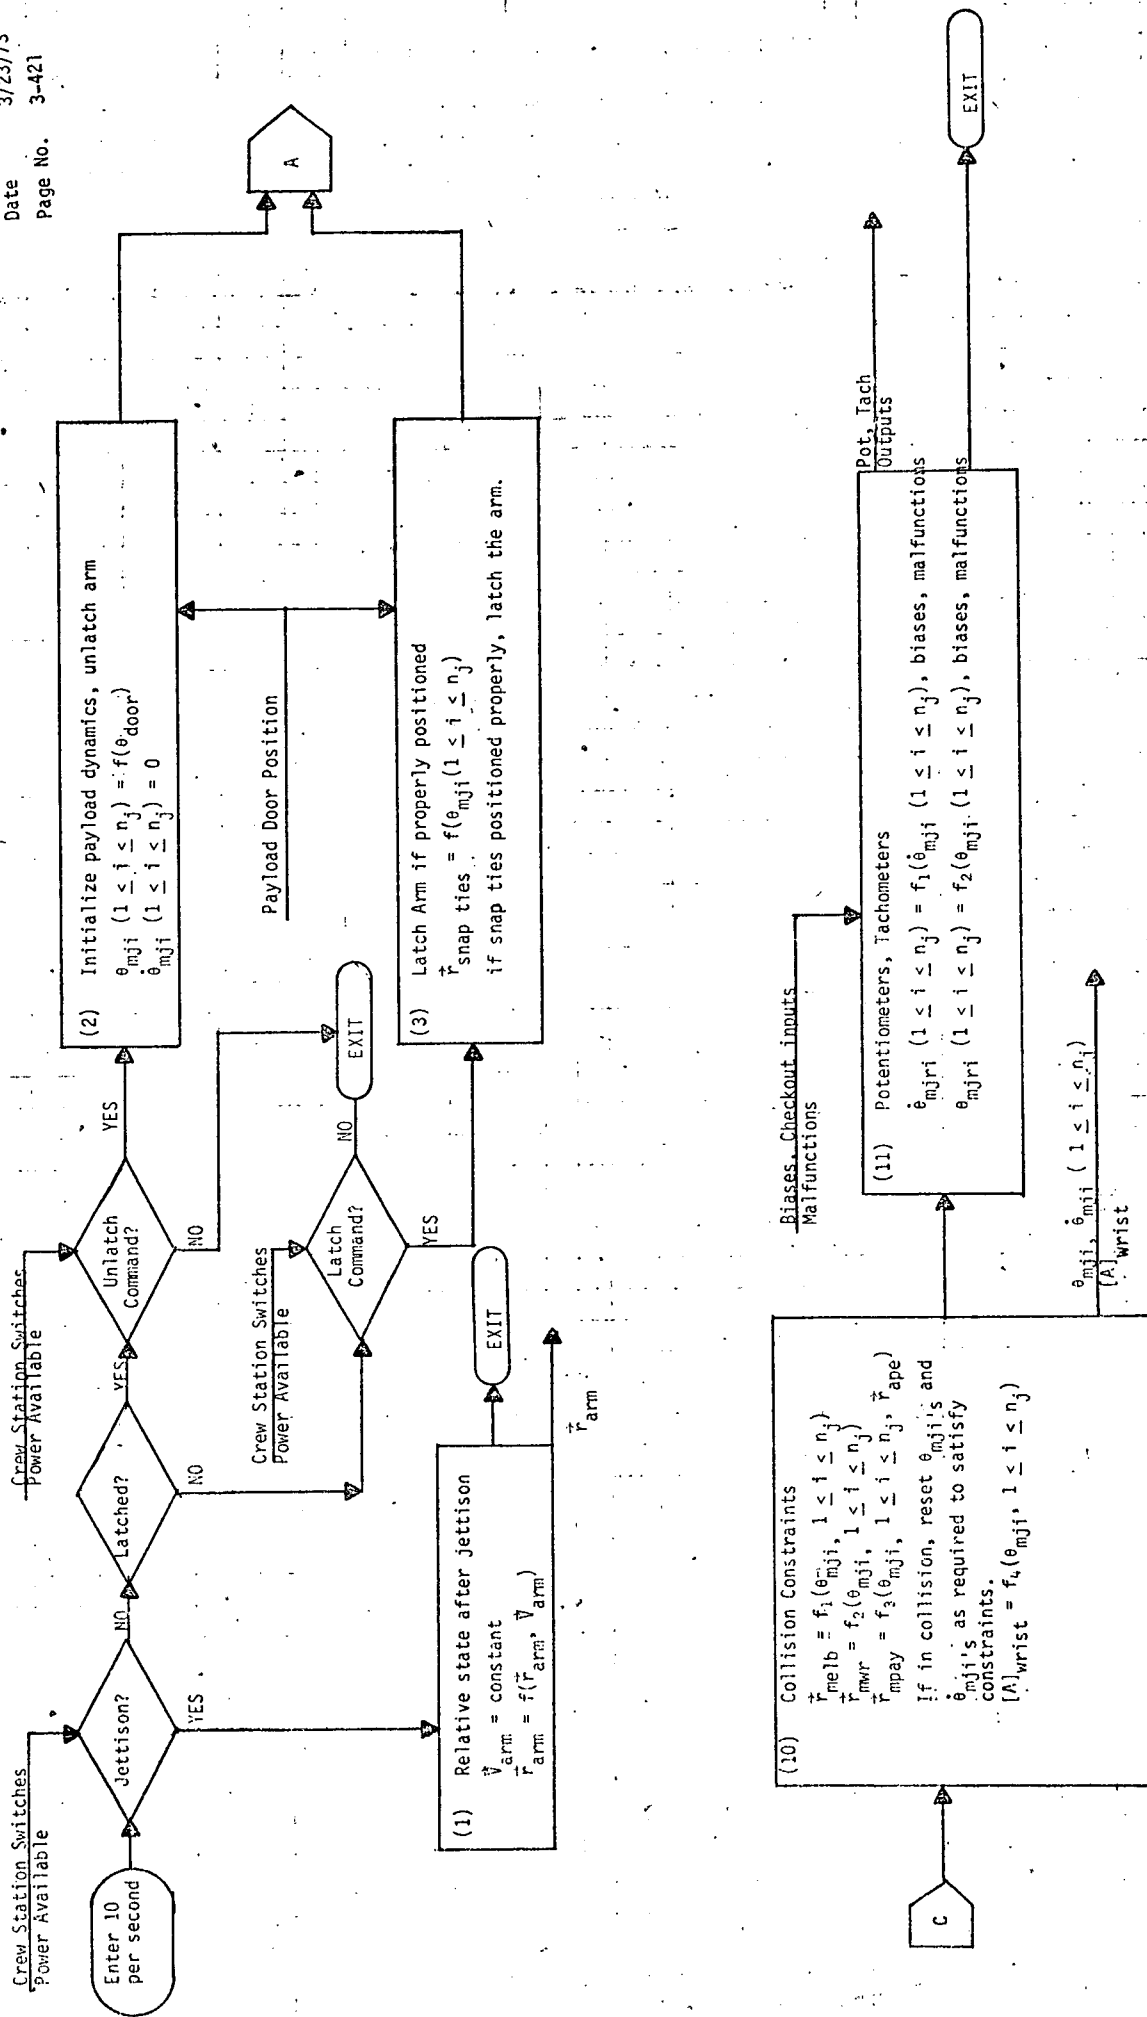 Date 3/23/73
Page No. 3-421
Crew Station Switches
Power Available
Enter 10
per second
Jettison?
NO
YES
Latched?
YES
NO
Crew Station Switches
Power Available
Unlatch
Command?
YES
NO
(2) Initialize payload dynamics, unlatch arm
θmji (1 ≤ i ≤ nj) = f(θdoor)
θ̇mji (1 ≤ i ≤ nj) = 0
A
Payload Door Position
Crew Station Switches
Power Available
Latch
Command?
NO
EXIT
YES
(3) Latch Arm if properly positioned
r⃗snap ties = f(θmji(1 ≤ i ≤ nj)
if snap ties positioned properly, latch the arm.
(1) Relative state after jettison
V⃗arm = constant
r⃗arm = f(r⃗arm, V⃗arm)
EXIT
r⃗arm
C
(10) Collision Constraints
r⃗melb = f1(θmji, 1 ≤ i ≤ nj)
r⃗mwr = f2(θmji, 1 ≤ i ≤ nj)
r⃗mpay = f3(θmji, 1 ≤ i ≤ nj, r⃗ape)
If in collision, reset θmji's and
θ̇mji's as required to satisfy
constraints.
[A]wrist = f4(θmji, 1 ≤ i ≤ nj)
θmji, θ̇mji ( 1 ≤ i ≤ nj)
[A]wrist
Biases, Checkout inputs
Malfunctions
(11) Potentiometers, Tachometers
θ̇mjri (1 ≤ i ≤ nj) = f1(θ̇mji (1 ≤ i ≤ nj), biases, malfunctions
θmjri (1 ≤ i ≤ nj) = f2(θmji (1 ≤ i ≤ nj), biases, malfunctions
Pot, Tach
Outputs
EXIT